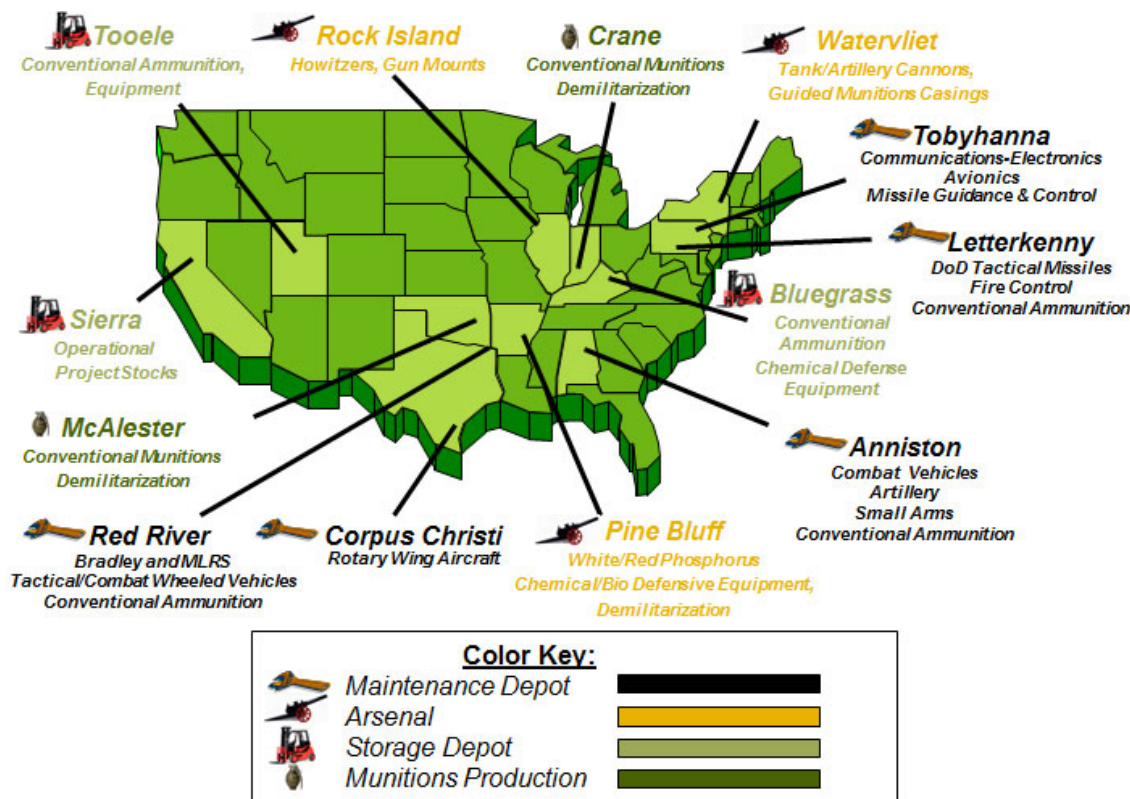 Tooele
Conventional Ammunition,
Equipment
Rock Island
Howitzers, Gun Mounts
Crane
Conventional Munitions
Demilitarization
Watervliet
Tank/Artillery Cannons,
Guided Munitions Casings
Tobyhanna
Communications-Electronics
Avionics
Missile Guidance & Control
Letterkenny
DoD Tactical Missiles
Fire Control
Conventional Ammunition
Bluegrass
Conventional
Ammunition
Chemical Defense
Equipment
Sierra
Operational
Project Stocks
McAlester
Conventional Munitions
Demilitarization
Anniston
Combat Vehicles
Artillery
Small Arms
Conventional Ammunition
Red River
Bradley and MLRS
Tactical/Combat Wheeled Vehicles
Conventional Ammunition
Corpus Christi
Rotary Wing Aircraft
Pine Bluff
White/Red Phosphorus
Chemical/Bio Defensive Equipment,
Demilitarization
Color Key:
Maintenance Depot
Arsenal
Storage Depot
Munitions Production